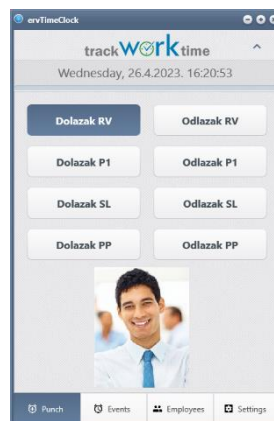 ervTimeClock
trackWorktime
Wednesday, 26.4.2023. 16:20:53
Dolazak RV Odlazak RV
Dolazak P1 Odlazak P1
Dolazak SL Odlazak SL
Dolazak PP Odlazak PP
Punch Events Employees Settings